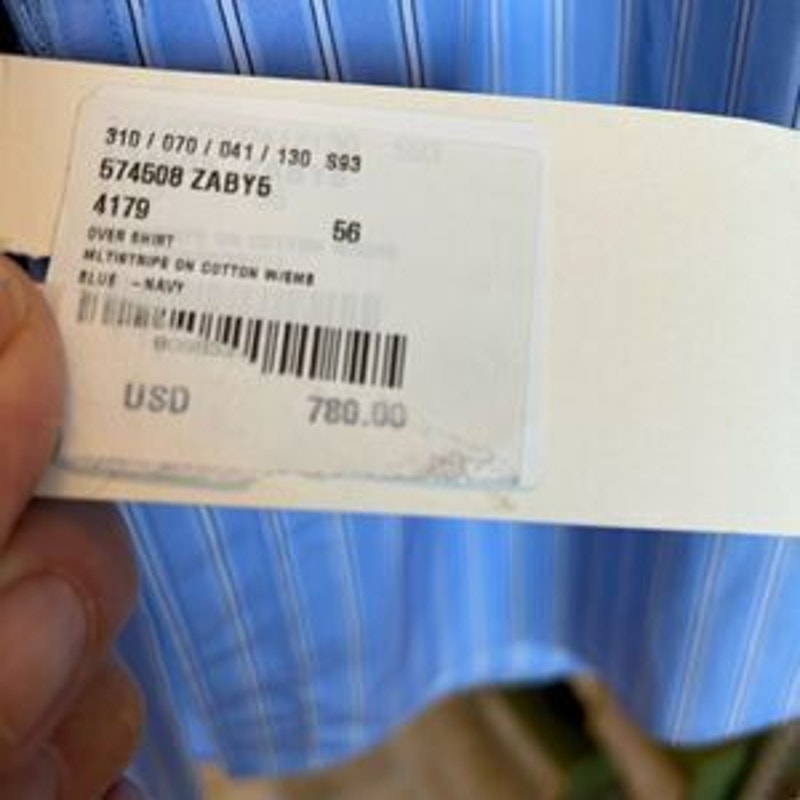 310 / 070 / 041 / 130 S93
574508 ZABY5
4179 56
OVER SHIRT
MLTISTRIPE ON COTTON W/EMB
BLUE -NAVY
USD 780.00